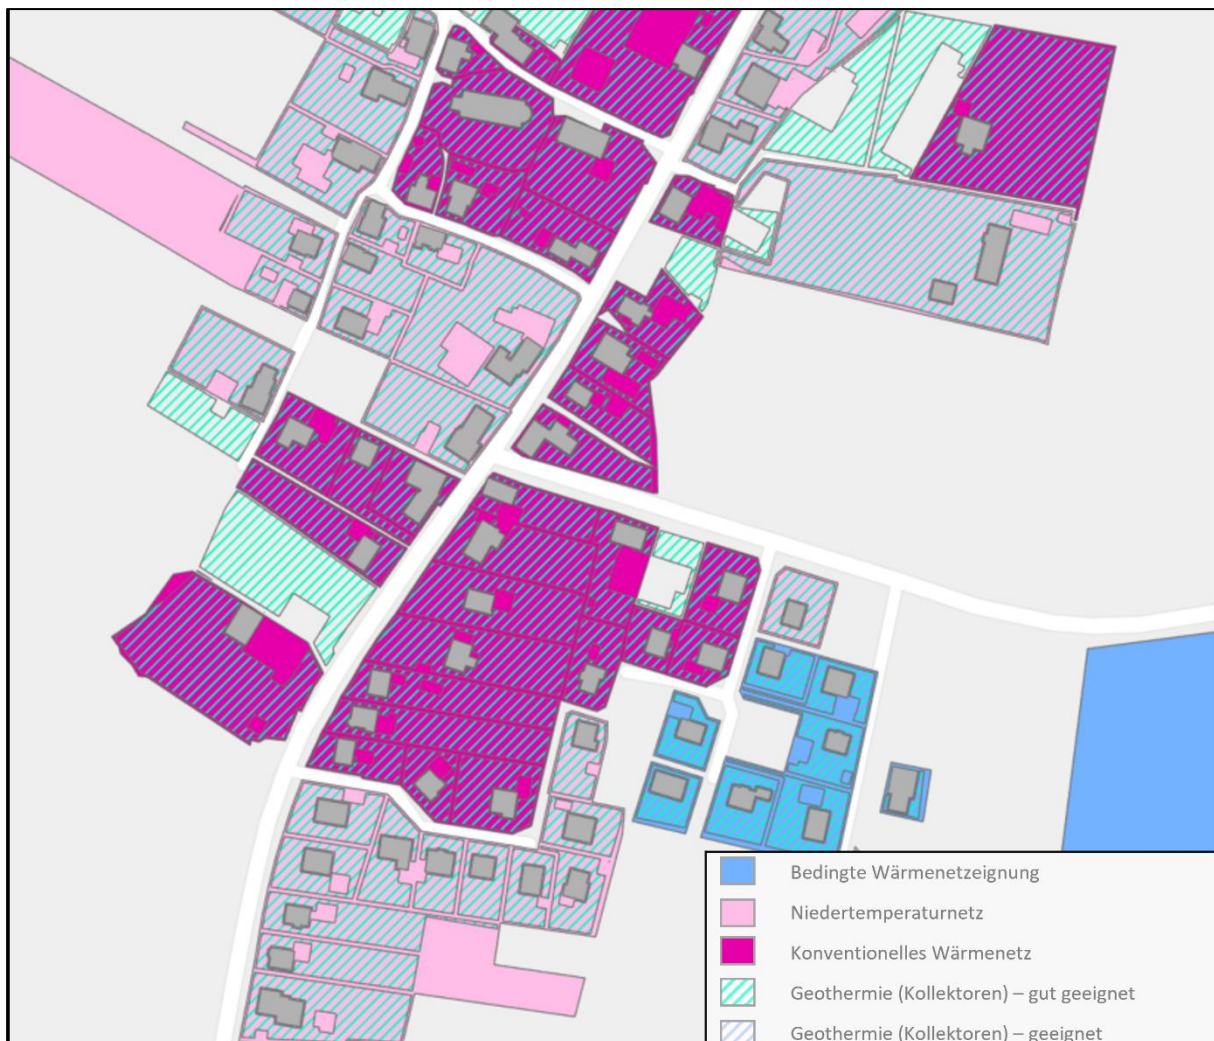 Bedingte Wärmenetzeignung
Niedertemperaturnetz
Konventionelles Wärmenetz
Geothermie (Kollektoren) – gut geeignet
Geothermie (Kollektoren) – geeignet